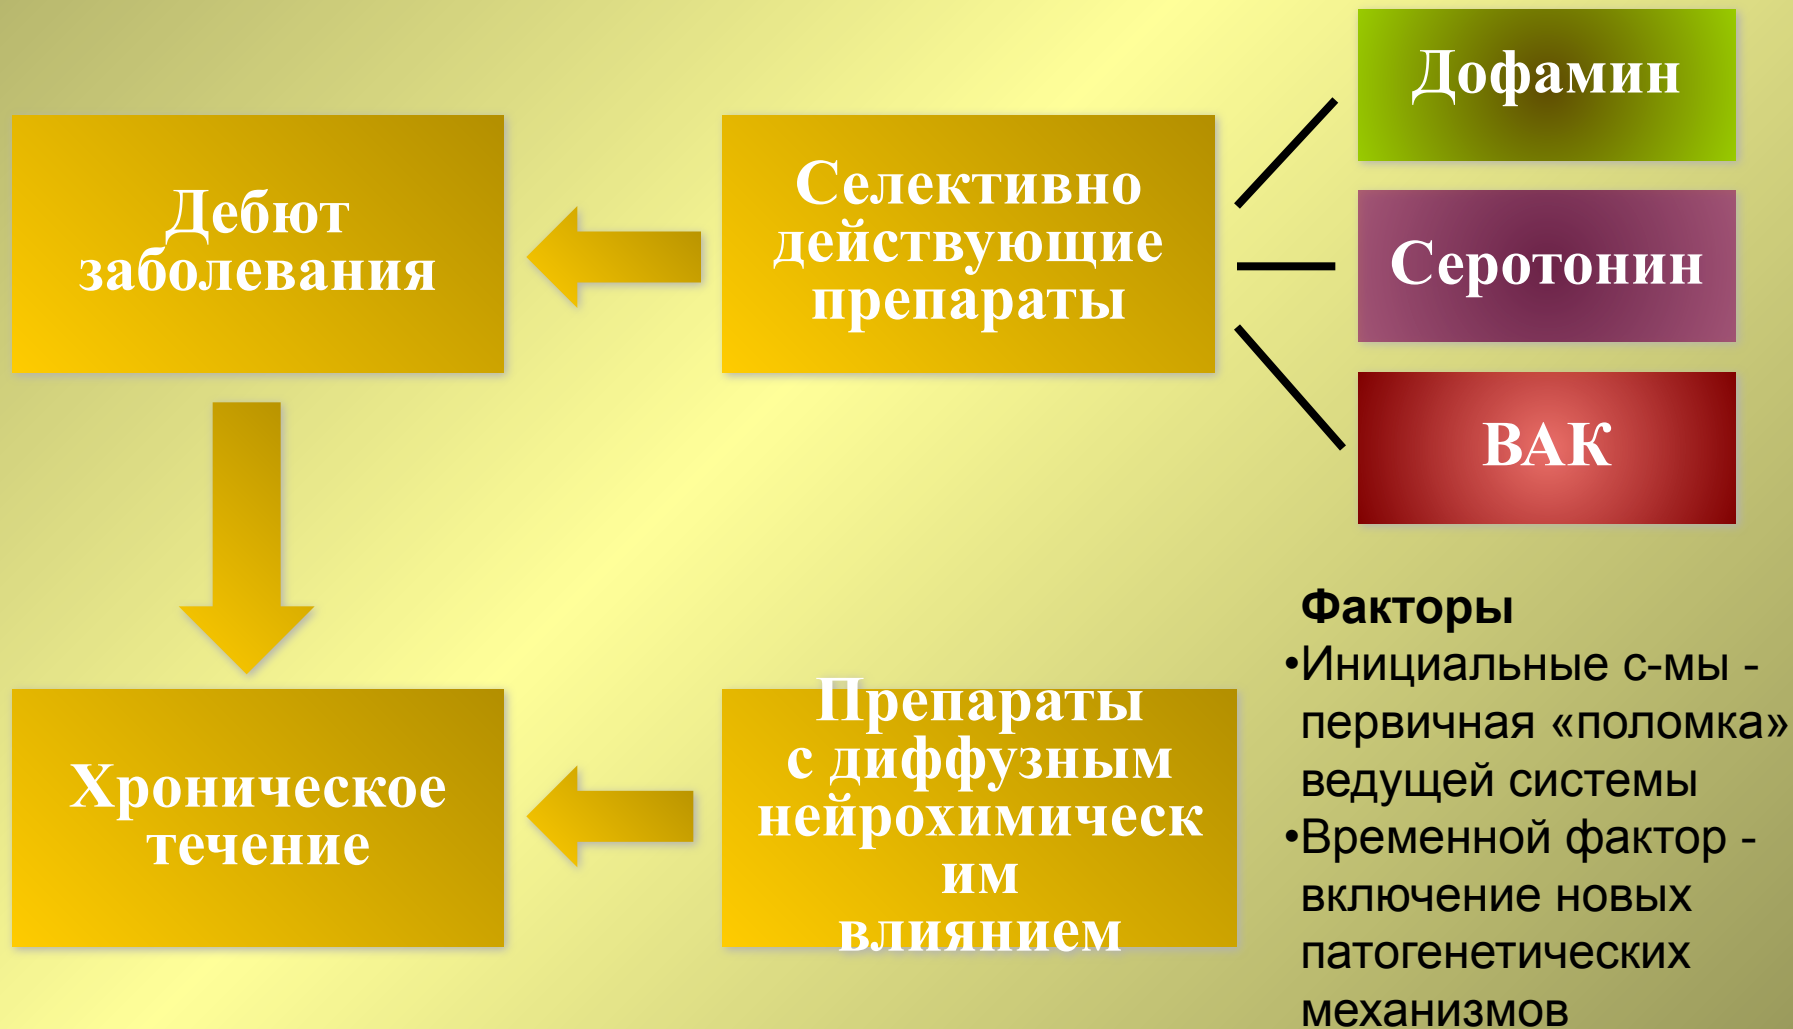 Дофамин
Дебют
заболевания
Селективно
действующие
препараты
Серотонин
ВАК
Хроническое
течение
Препараты
с диффузным
нейрохимическ
им
влиянием
Факторы
•Инициальные с-мы -
первичная «поломка»
ведущей системы
•Временной фактор -
включение новых
патогенетических
механизмов